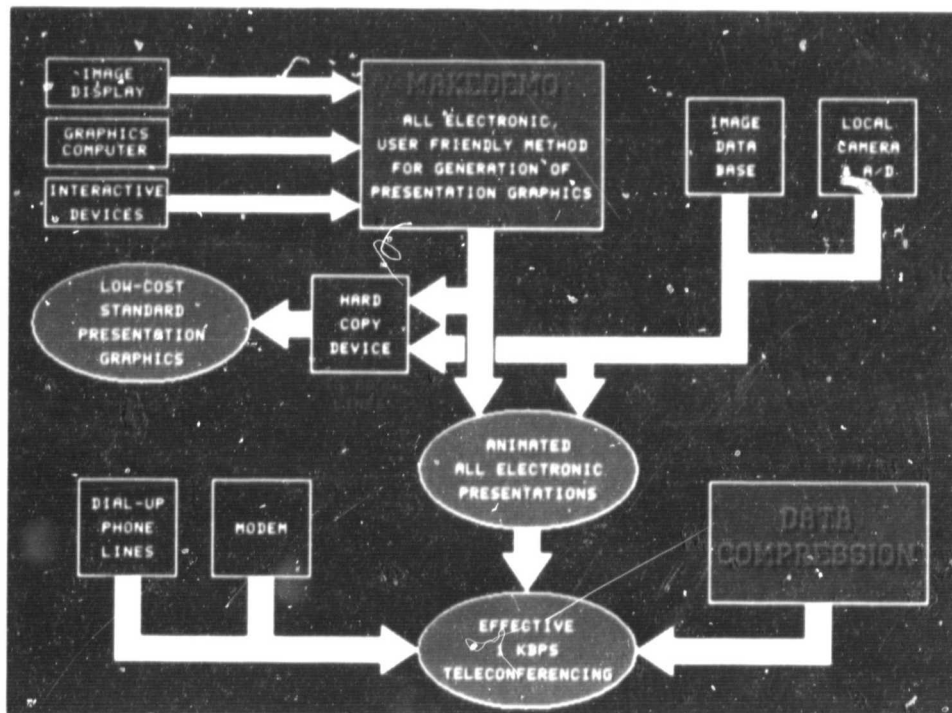 IMAGE
DISPLAY
GRAPHICS
COMPUTER
INTERACTIVE
DEVICES
MAKEDEMO
ALL ELECTRONIC,
USER FRIENDLY METHOD
FOR GENERATION OF
PRESENTATION GRAPHICS
IMAGE
DATA
BASE
LOCAL
CAMERA
& A/D
LOW-COST
STANDARD
PRESENTATION
GRAPHICS
HARD
COPY
DEVICE
ANIMATED
ALL ELECTRONIC
PRESENTATIONS
DIAL-UP
PHONE
LINES
MODEM
DATA
COMPRESSION
EFFECTIVE
1 KBPS
TELECONFERENCING